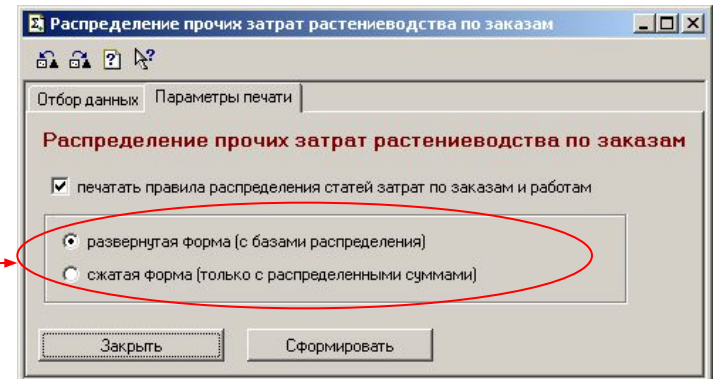 Распределение прочих затрат растениеводства по заказам
Отбор данных Параметры печати
Распределение прочих затрат растениеводства по заказам
печатать правила распределения статей затрат по заказам и работам
развернутая форма (с базами распределения)
сжатая форма (только с распределенными суммами)
Закрыть Сформировать